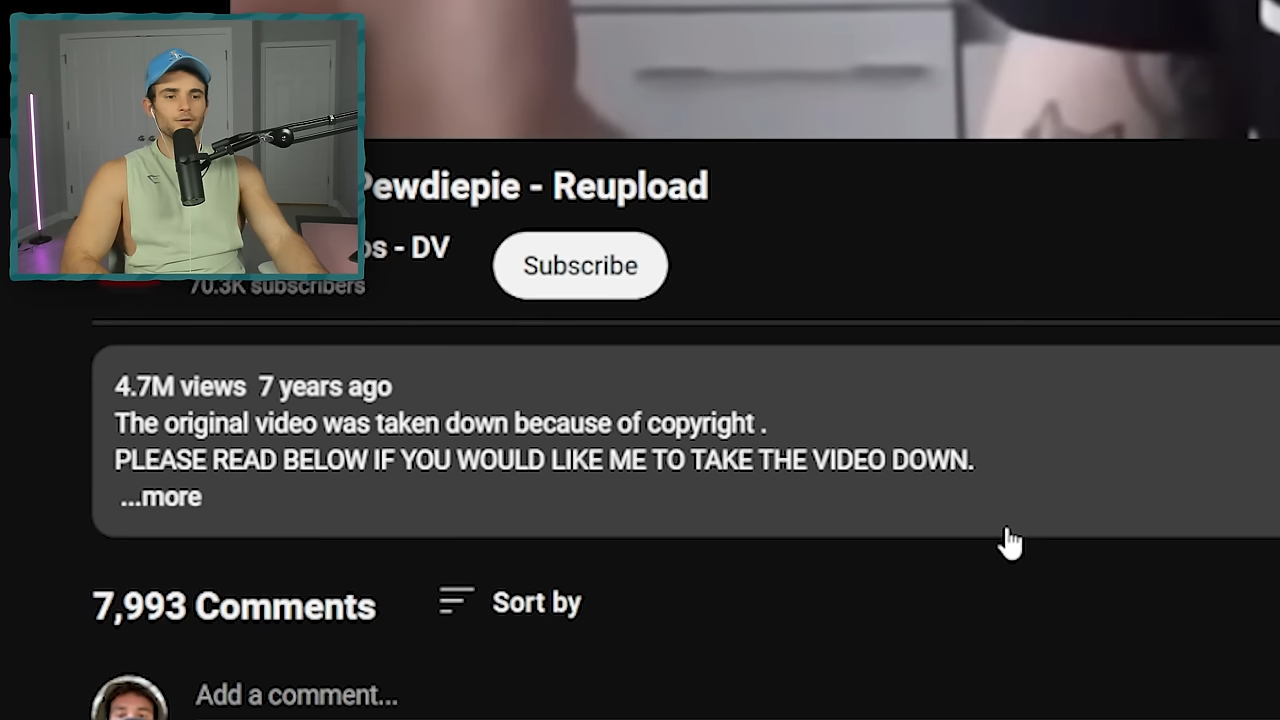 Pewdiepie - Reupload
os - DV
Subscribe
70.3K subscribers
4.7M views 7 years ago
The original video was taken down because of copyright .
PLEASE READ BELOW IF YOU WOULD LIKE ME TO TAKE THE VIDEO DOWN.
...more
7,993 Comments
Sort by
Add a comment...